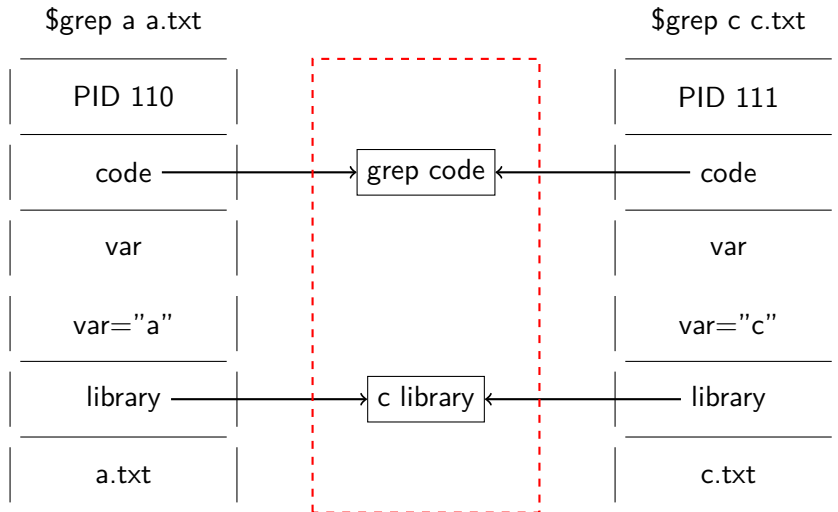 $grep a a.txt
PID 110
code
var
var="a"
library
a.txt
grep code
c library
$grep c c.txt
PID 111
code
var
var="c"
library
c.txt